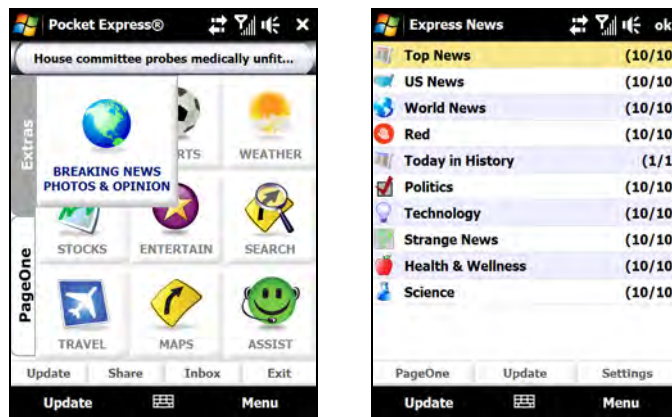 Pocket Express®
House committee probes medically unfit...
Extras
BREAKING NEWS
PHOTOS & OPINION
RTS
WEATHER
STOCKS
ENTERTAIN
SEARCH
PageOne
TRAVEL
MAPS
ASSIST
Update Share Inbox Exit
Update Menu
Express News ok
Top News (10/10
US News (10/10
World News (10/10
Red (10/10
Today in History (1/1
Politics (10/10
Technology (10/10
Strange News (10/10
Health & Wellness (10/10
Science (10/10
PageOne Update Settings
Update Menu